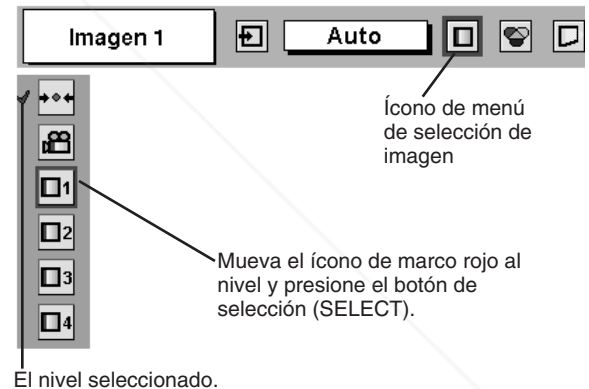 Imagen 1
Auto
Ícono de menú
de selección de
imagen
1
2
3
4
Mueva el ícono de marco rojo al
nivel y presione el botón de
selección (SELECT).
El nivel seleccionado.